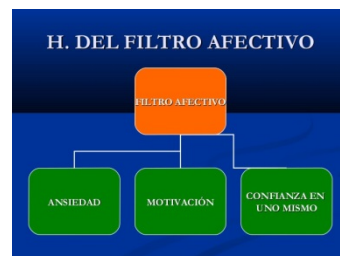 H. DEL FILTRO AFECTIVO
FILTRO AFECTIVO
ANSIEDAD
MOTIVACIÓN
CONFIANZA EN
UNO MISMO